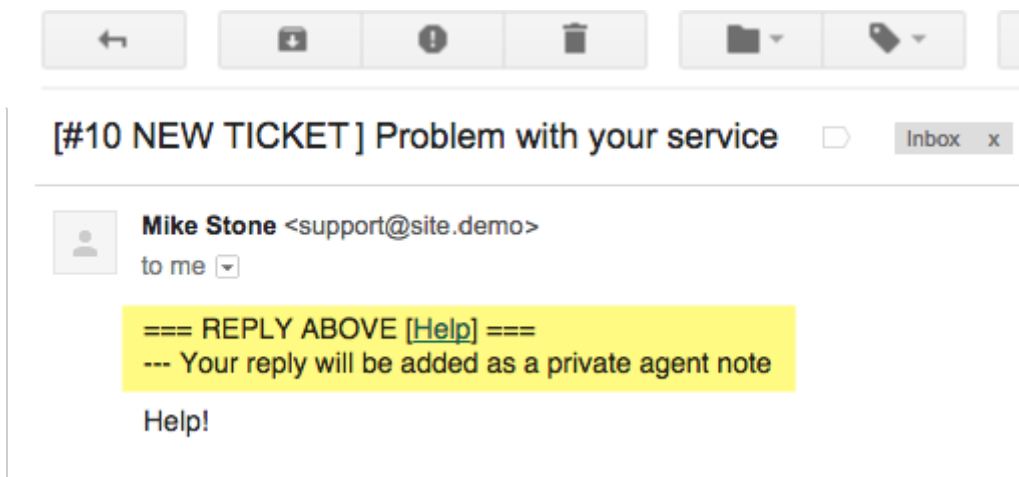 [#10 NEW TICKET] Problem with your service
Inbox x
Mike Stone <support@site.demo>
to me
=== REPLY ABOVE [Help] ===
--- Your reply will be added as a private agent note
Help!